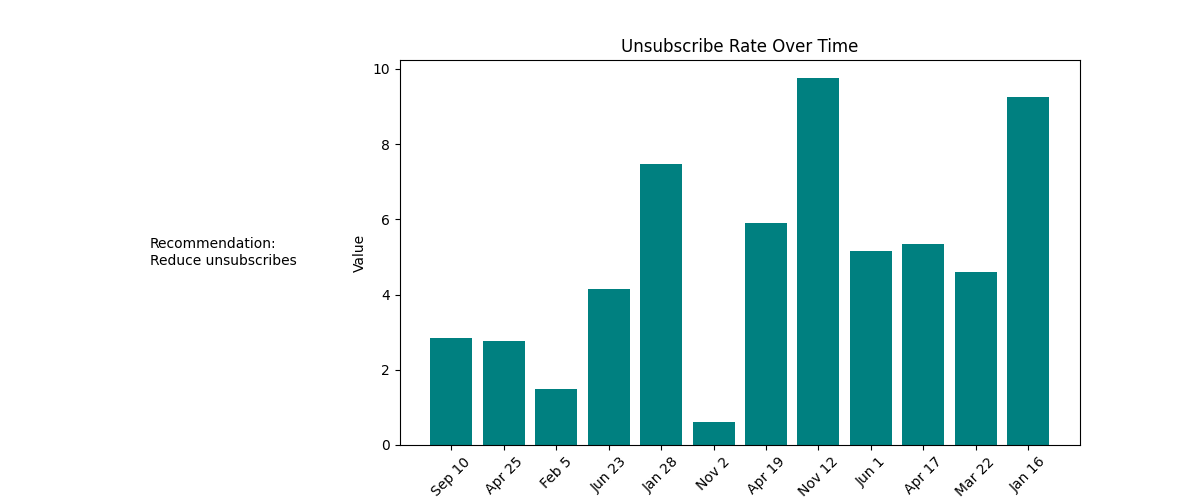 Unsubscribe Rate Over Time
Recommendation:
Reduce unsubscribes
Value
10
8
6
4
2
0
Sep 10
Apr 25
Feb 5
Jun 23
Jan 28
Nov 2
Apr 19
Nov 12
Jun 1
Apr 17
Mar 22
Jan 16